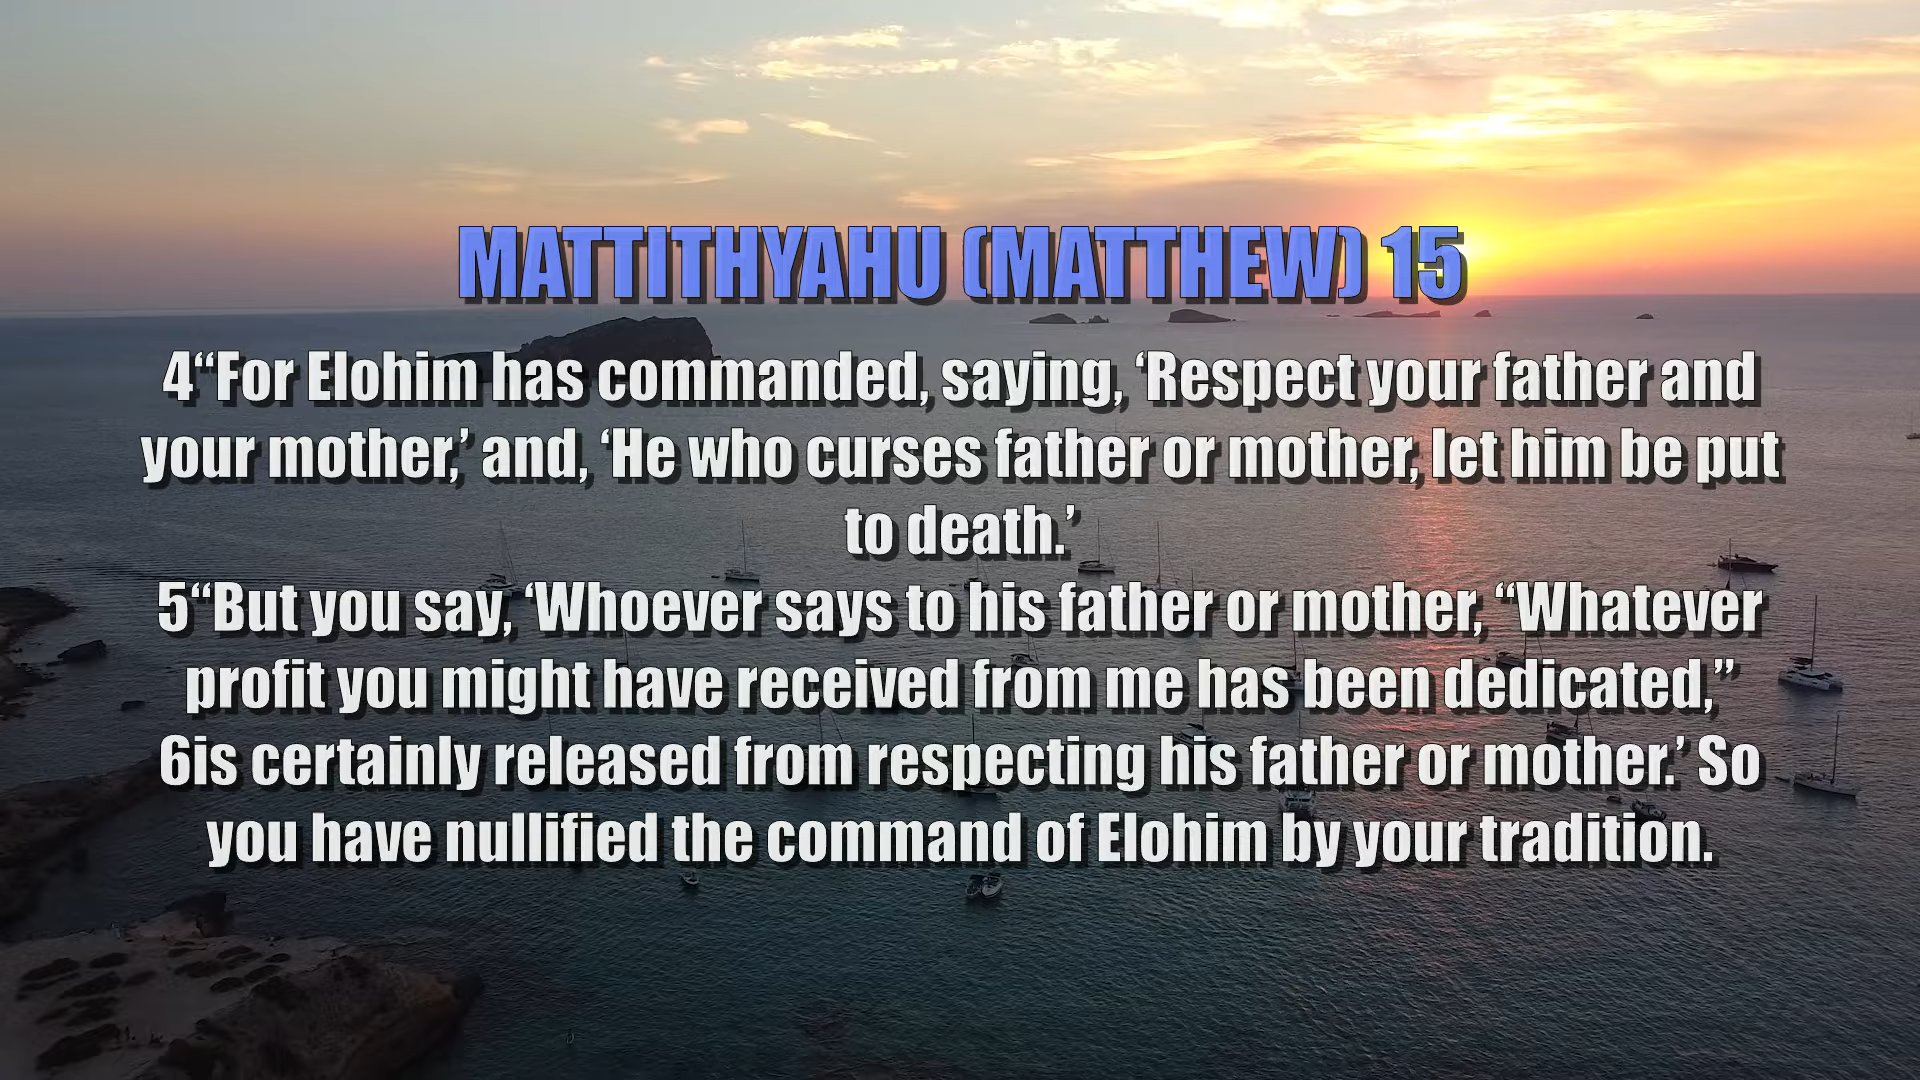 MATTITHYAHU (MATTHEW) 15
4“For Elohim has commanded, saying, ‘Respect your father and
your mother,’ and, ‘He who curses father or mother, let him be put
to death.’
5“But you say, ‘Whoever says to his father or mother, “Whatever
profit you might have received from me has been dedicated,”
6is certainly released from respecting his father or mother.’ So
you have nullified the command of Elohim by your tradition.